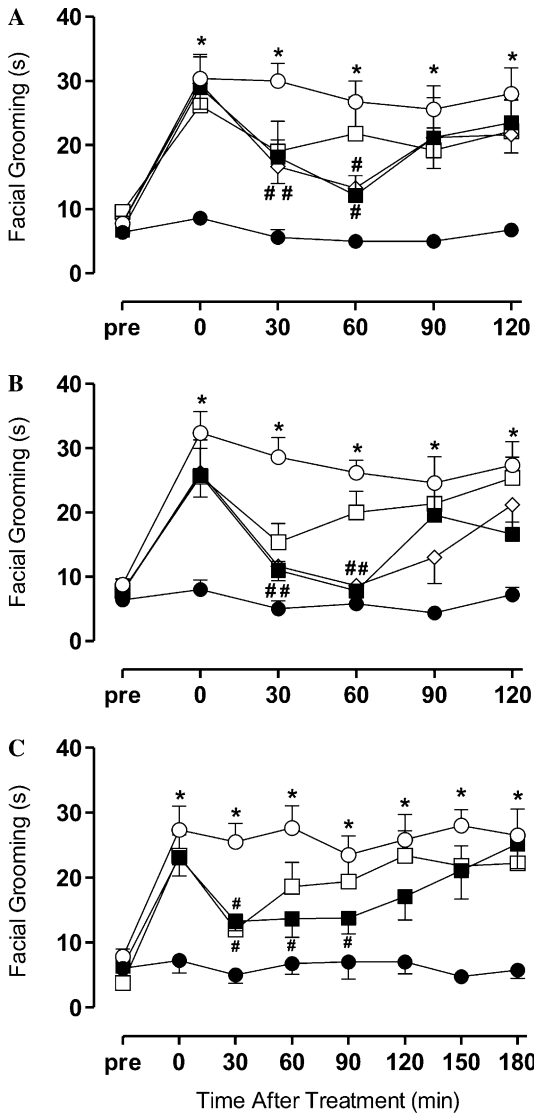 A
Facial Grooming (s)
40
30
20
10
0
* * * * *
# #
#
#
pre 0 30 60 90 120
B
Facial Grooming (s)
40
30
20
10
0
* * * * *
##
##
pre 0 30 60 90 120
C
Facial Grooming (s)
40
30
20
10
0
* * * * * * *
#
# # #
pre 0 30 60 90 120 150 180
Time After Treatment (min)